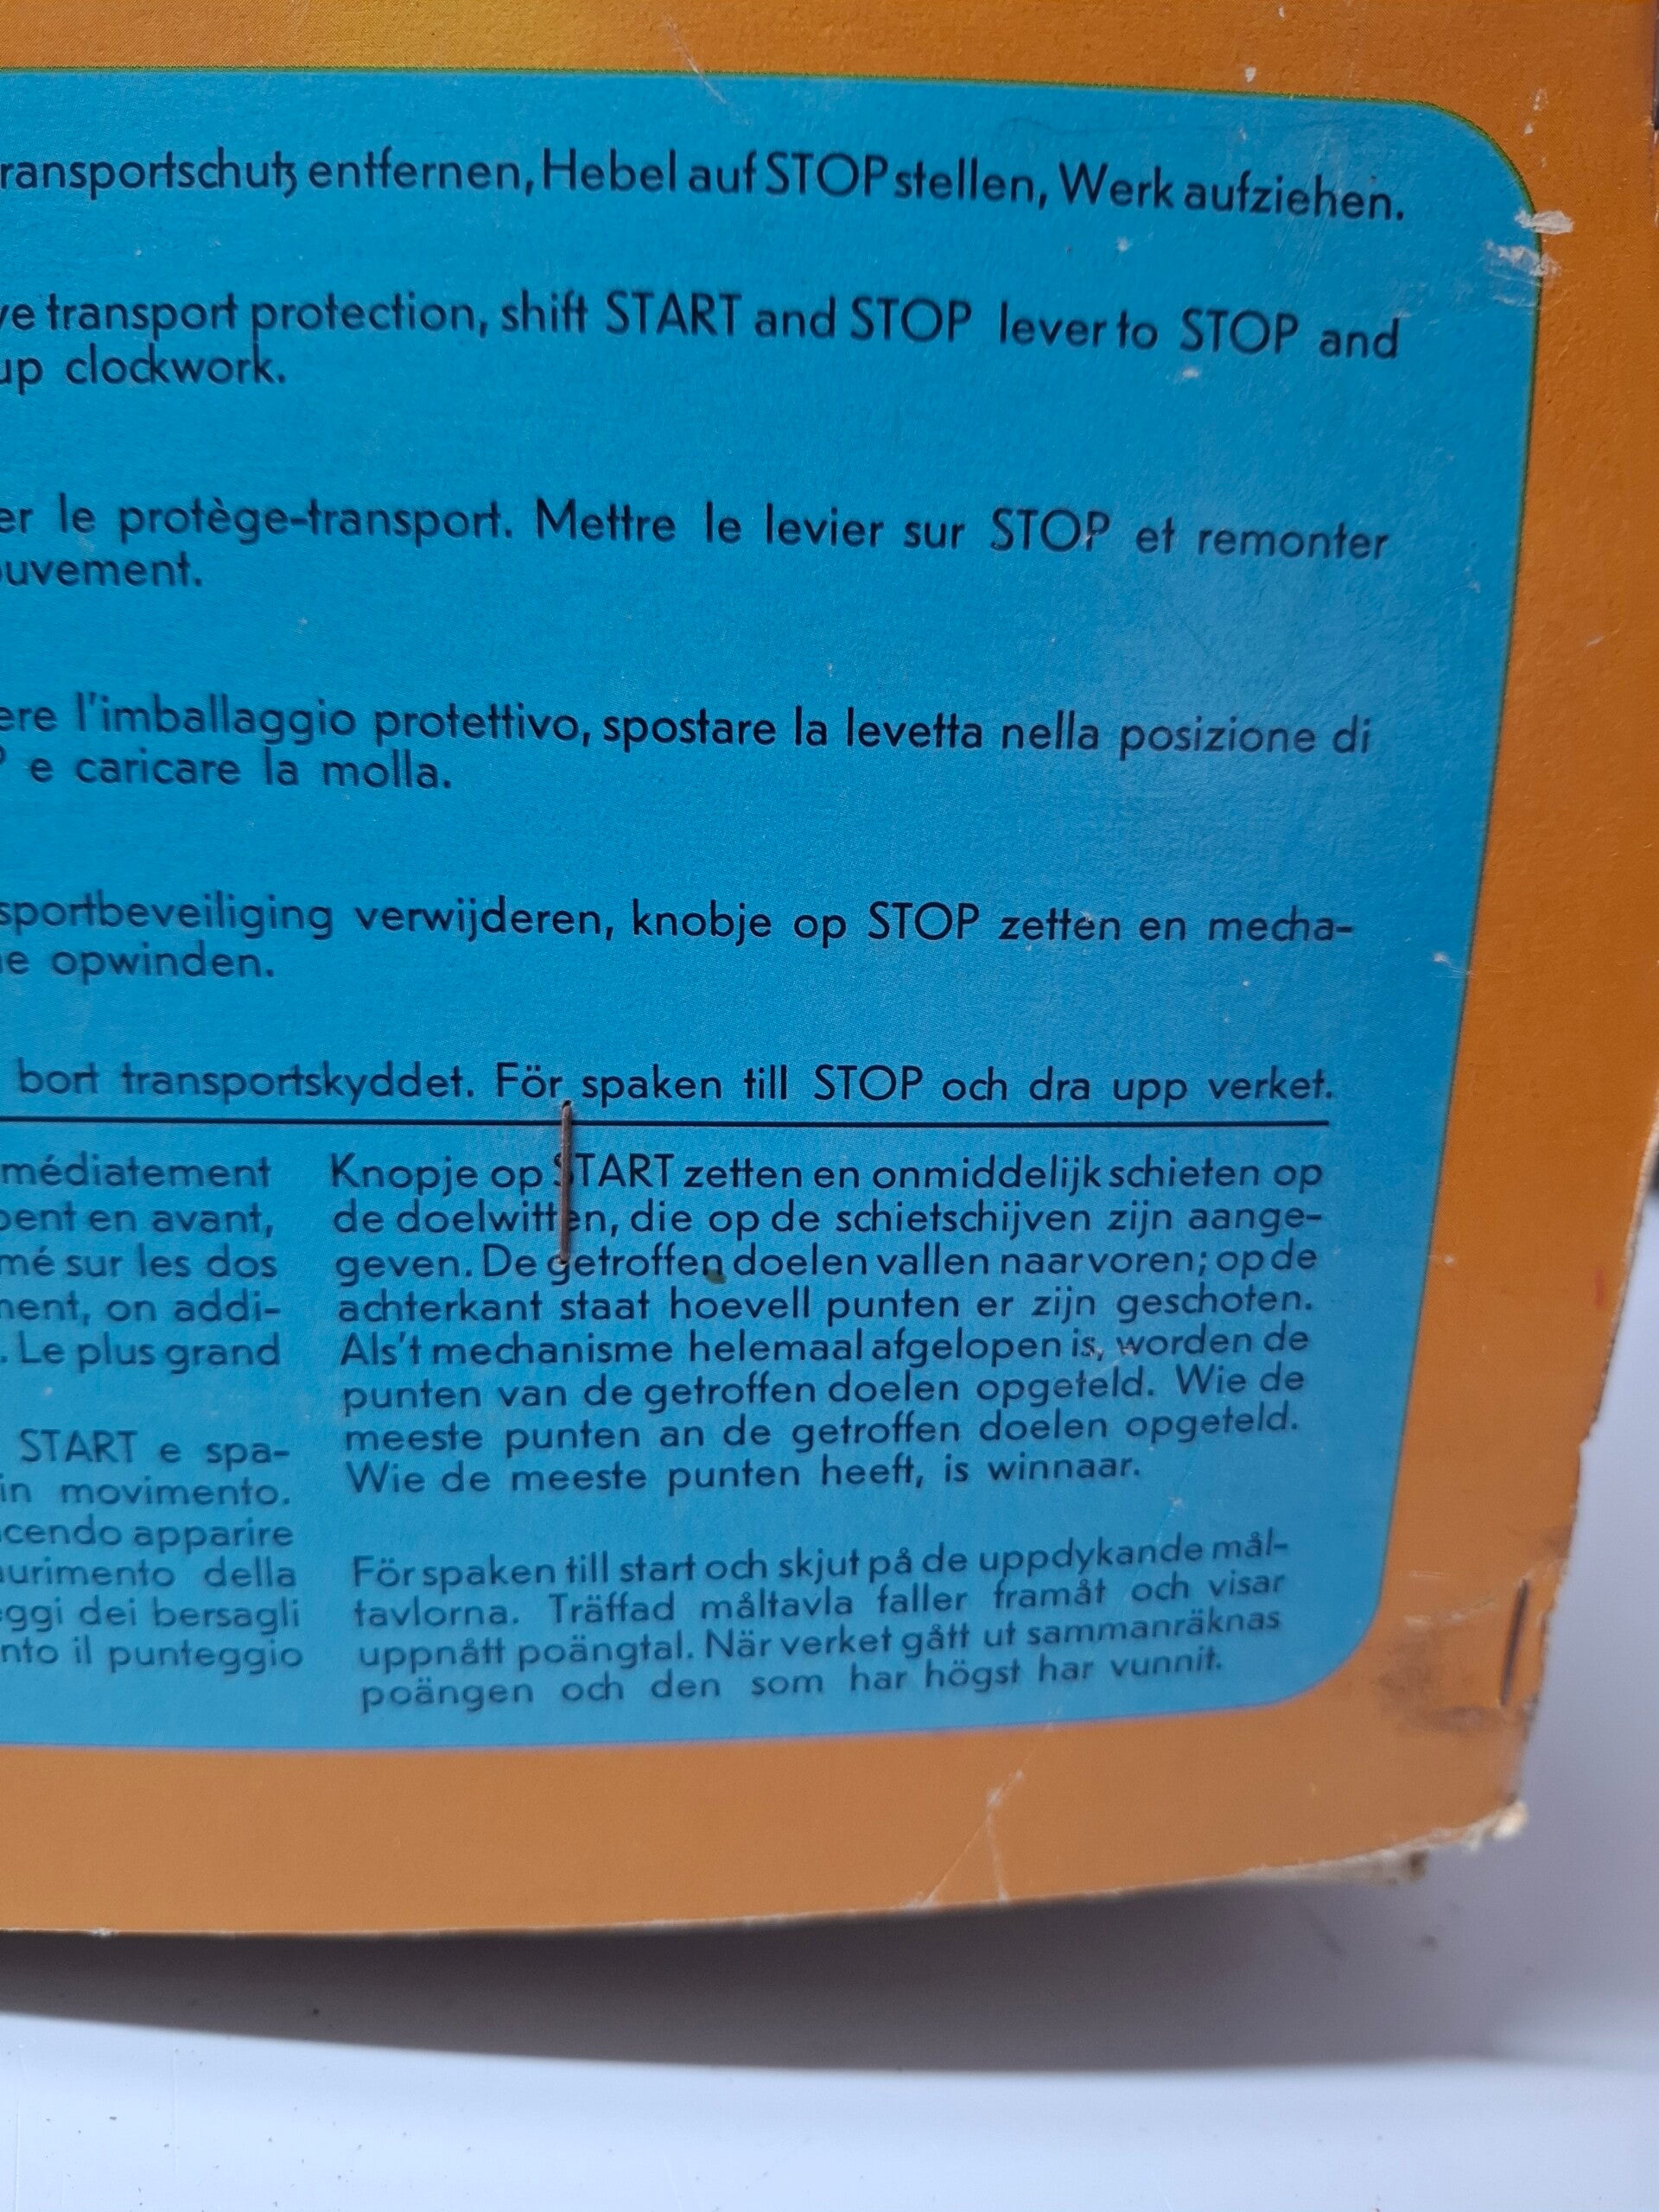 ransportschutz entfernen, Hebel auf STOP stellen, Werk aufziehen.
ve transport protection, shift START and STOP lever to STOP and
up clockwork.
er le protège-transport. Mettre le levier sur STOP et remonter
ouvement.
ere l'imballaggio protettivo, spostare la levetta nella posizione di
P e caricare la molla.
sportbeveiliging verwijderen, knobje op STOP zetten en mecha-
e opwinden.
bort transportskyddet. För spaken till STOP och dra upp verket.
médiatement
pent en avant,
mé sur les dos
ment, on addi-
. Le plus grand
START e spa-
in movimento.
cendo apparire
urimento della
ggi dei bersagli
nto il punteggio
Knopje op START zetten en onmiddelijk schieten op
de doelwitten, die op de schietschijven zijn aange-
geven. De getroffen doelen vallen naar voren; op de
achterkant staat hoevell punten er zijn geschoten.
Als't mechanisme helemaal afgelopen is, worden de
punten van de getroffen doelen opgeteld. Wie de
meeste punten an de getroffen doelen opgeteld.
Wie de meeste punten heeft, is winnaar.
För spaken till start och skjut på de uppdykande mål-
tavlorna. Träffad måltavla faller framåt och visar
uppnått poängtal. När verket gått ut sammanräknas
poängen och den som har högst har vunnit.